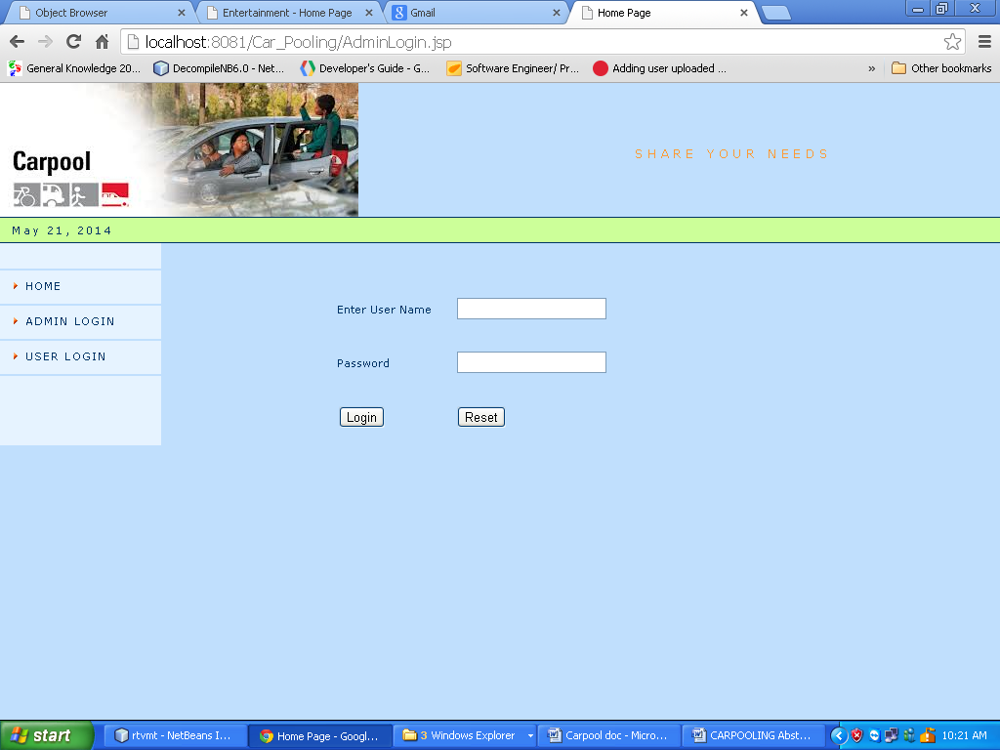 Object Browser
Entertainment - Home Page
Gmail
Home Page
localhost:8081/Car_Pooling/AdminLogin.jsp
General Knowledge 20...
DecompileNB6.0 - Net...
Developer's Guide - G...
Software Engineer/ Pr...
Adding user uploaded ...
»
Other bookmarks
Carpool
SHARE YOUR NEEDS
May 21, 2014
HOME
ADMIN LOGIN
USER LOGIN
Enter User Name
Password
Login
Reset
start
rtvmt - NetBeans I...
Home Page - Googl...
3 Windows Explorer
Carpool doc - Micro...
CARPOOLING Abst...
10:21 AM